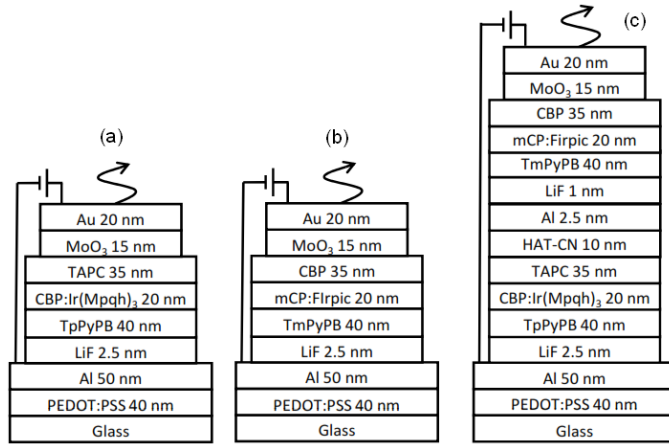 (a)
Au 20 nm
MoO₃ 15 nm
TAPC 35 nm
CBP:Ir(Mpqh)₃ 20 nm
TpPyPB 40 nm
LiF 2.5 nm
Al 50 nm
PEDOT:PSS 40 nm
Glass
(b)
Au 20 nm
MoO₃ 15 nm
CBP 35 nm
mCP:FIrpic 20 nm
TmPyPB 40 nm
LiF 2.5 nm
Al 50 nm
PEDOT:PSS 40 nm
Glass
(c)
Au 20 nm
MoO₃ 15 nm
CBP 35 nm
mCP:Firpic 20 nm
TmPyPB 40 nm
LiF 1 nm
Al 2.5 nm
HAT-CN 10 nm
TAPC 35 nm
CBP:Ir(Mpqh)₃ 20 nm
TpPyPB 40 nm
LiF 2.5 nm
Al 50 nm
PEDOT:PSS 40 nm
Glass